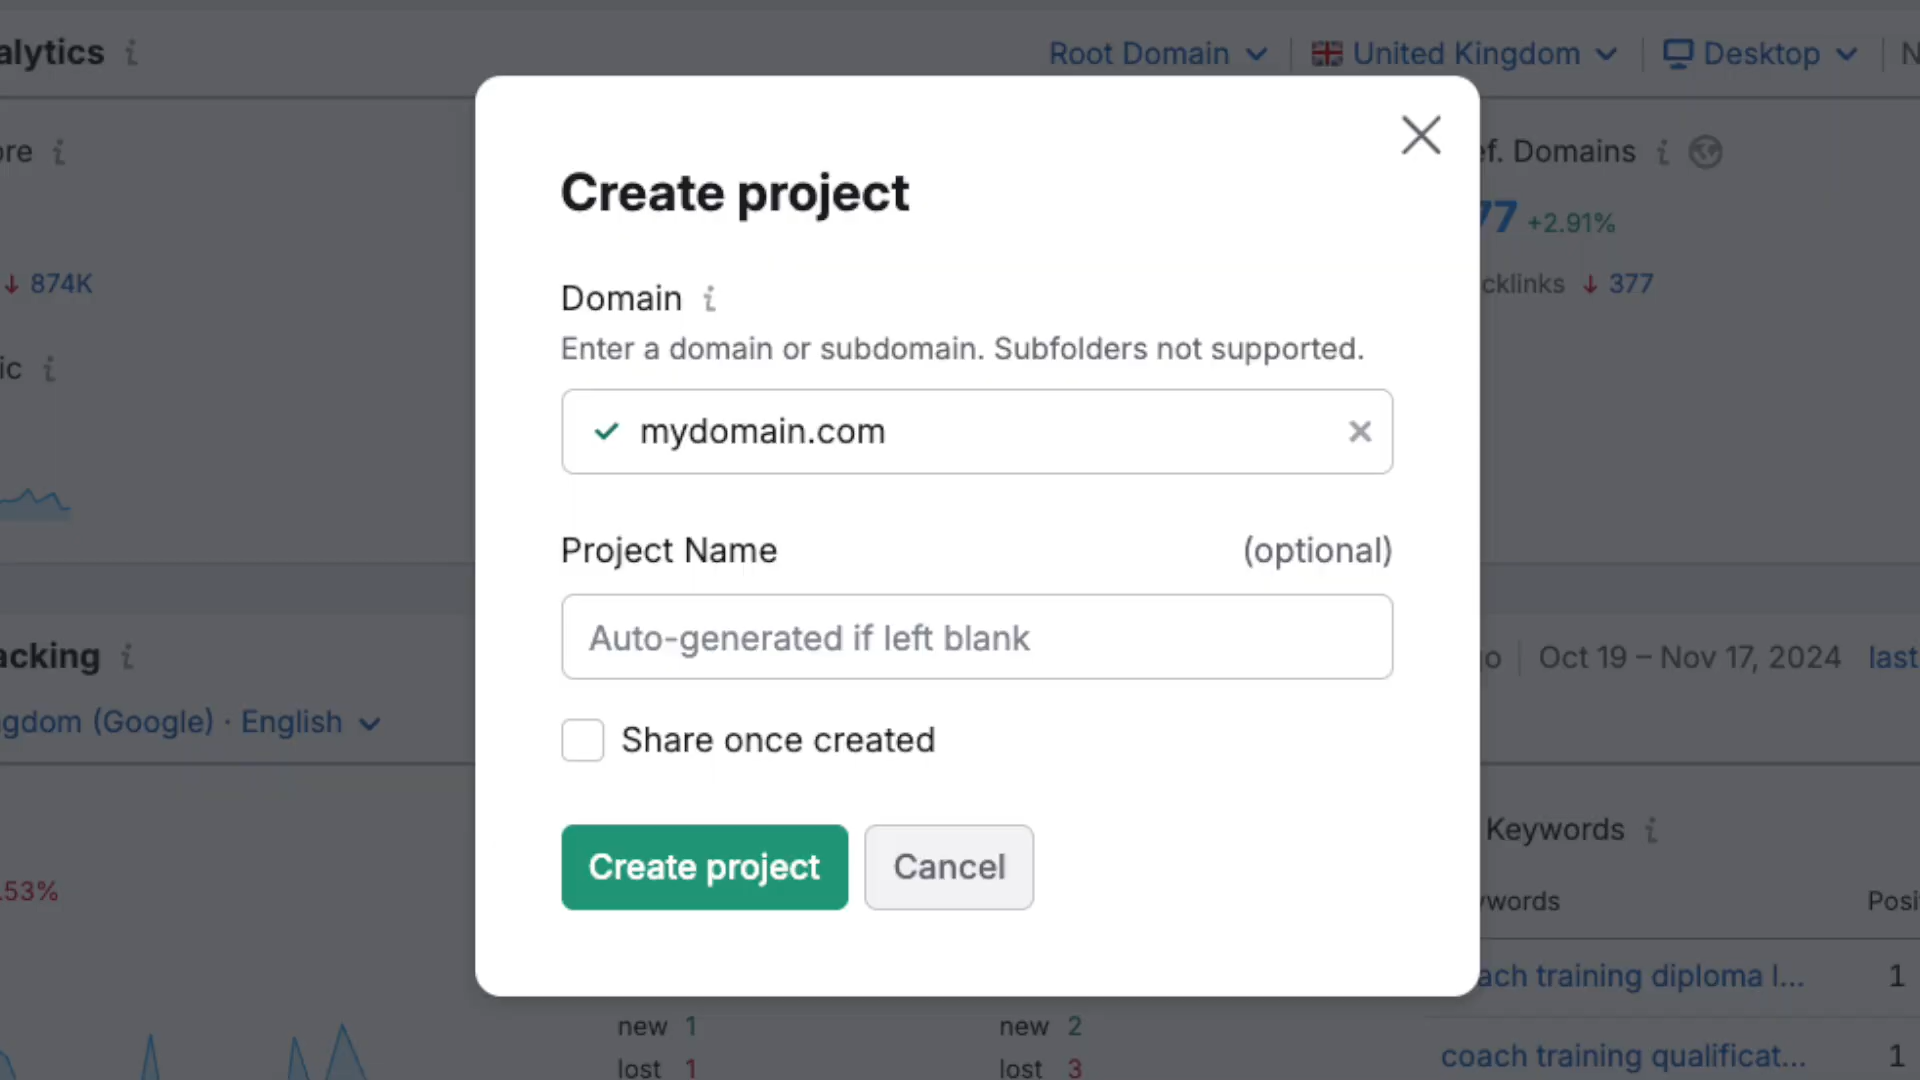 alytics
Root Domain
United Kingdom
Desktop
ore
ef. Domains
77 +2.91%
874K
cklinks 377
ic
acking
Oct 19 – Nov 17, 2024 last
gdom (Google) · English
.53%
Keywords
words
Posi
ach training diploma l... 1
coach training qualificat... 1
new 1
new 2
lost 1
lost 3
Create project
Domain
Enter a domain or subdomain. Subfolders not supported.
mydomain.com
Project Name (optional)
Auto-generated if left blank
Share once created
Create project
Cancel